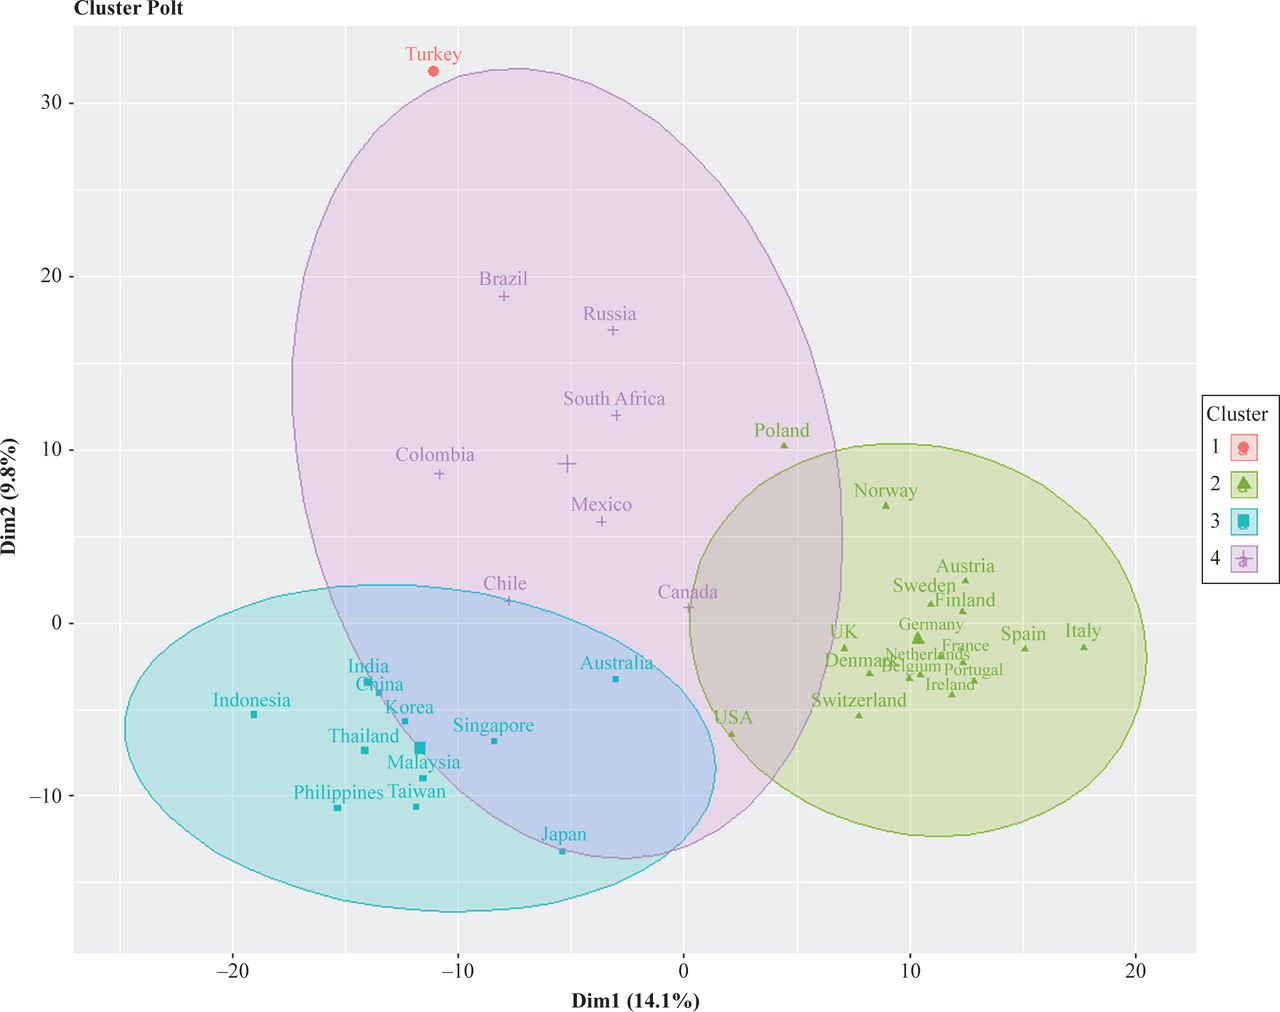 Cluster Polt
Turkey
30
Brazil
20
Russia
South Africa
Poland
10
Colombia
Norway
Mexico
Austria
Chile
Sweden
Canada
Finland
0
Germany
UK
Spain
Italy
France
Netherlands
Denmark
Belgium
Portugal
Ireland
India
Australia
China
Indonesia
Switzerland
Korea
USA
Singapore
Thailand
Malaysia
Philippines
Taiwan
–10
Japan
–20
–10
0
10
20
Dim1 (14.1%)
Dim2 (9.8%)
Cluster
1
2
3
4